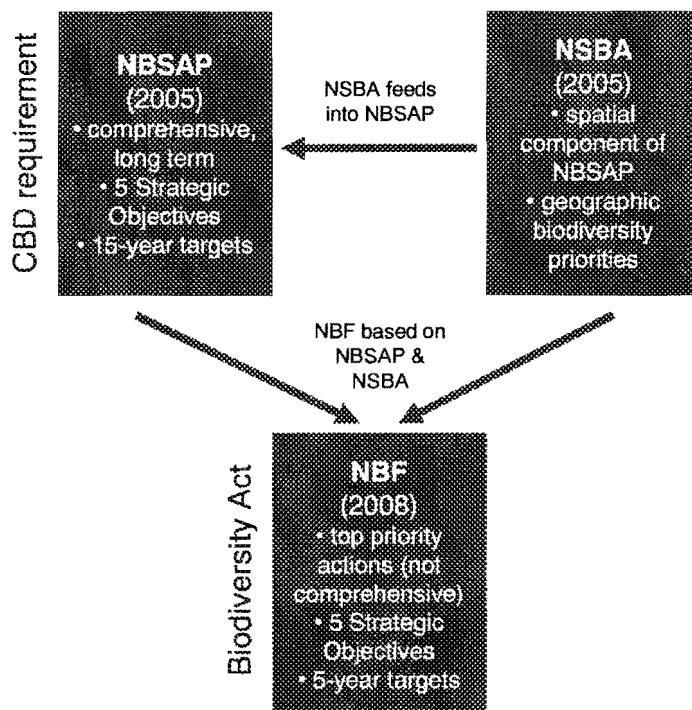 CBD requirement
NBSAP
(2005)
• comprehensive,
long term
• 5 Strategic
Objectives
• 15-year targets
NSBA feeds
into NBSAP
NSBA
(2005)
• spatial
component of
NBSAP
• geographic
biodiversity
priorities
NBF based on
NBSAP &
NSBA
Biodiversity Act
NBF
(2008)
• top priority
actions (not
comprehensive)
• 5 Strategic
Objectives
• 5-year targets